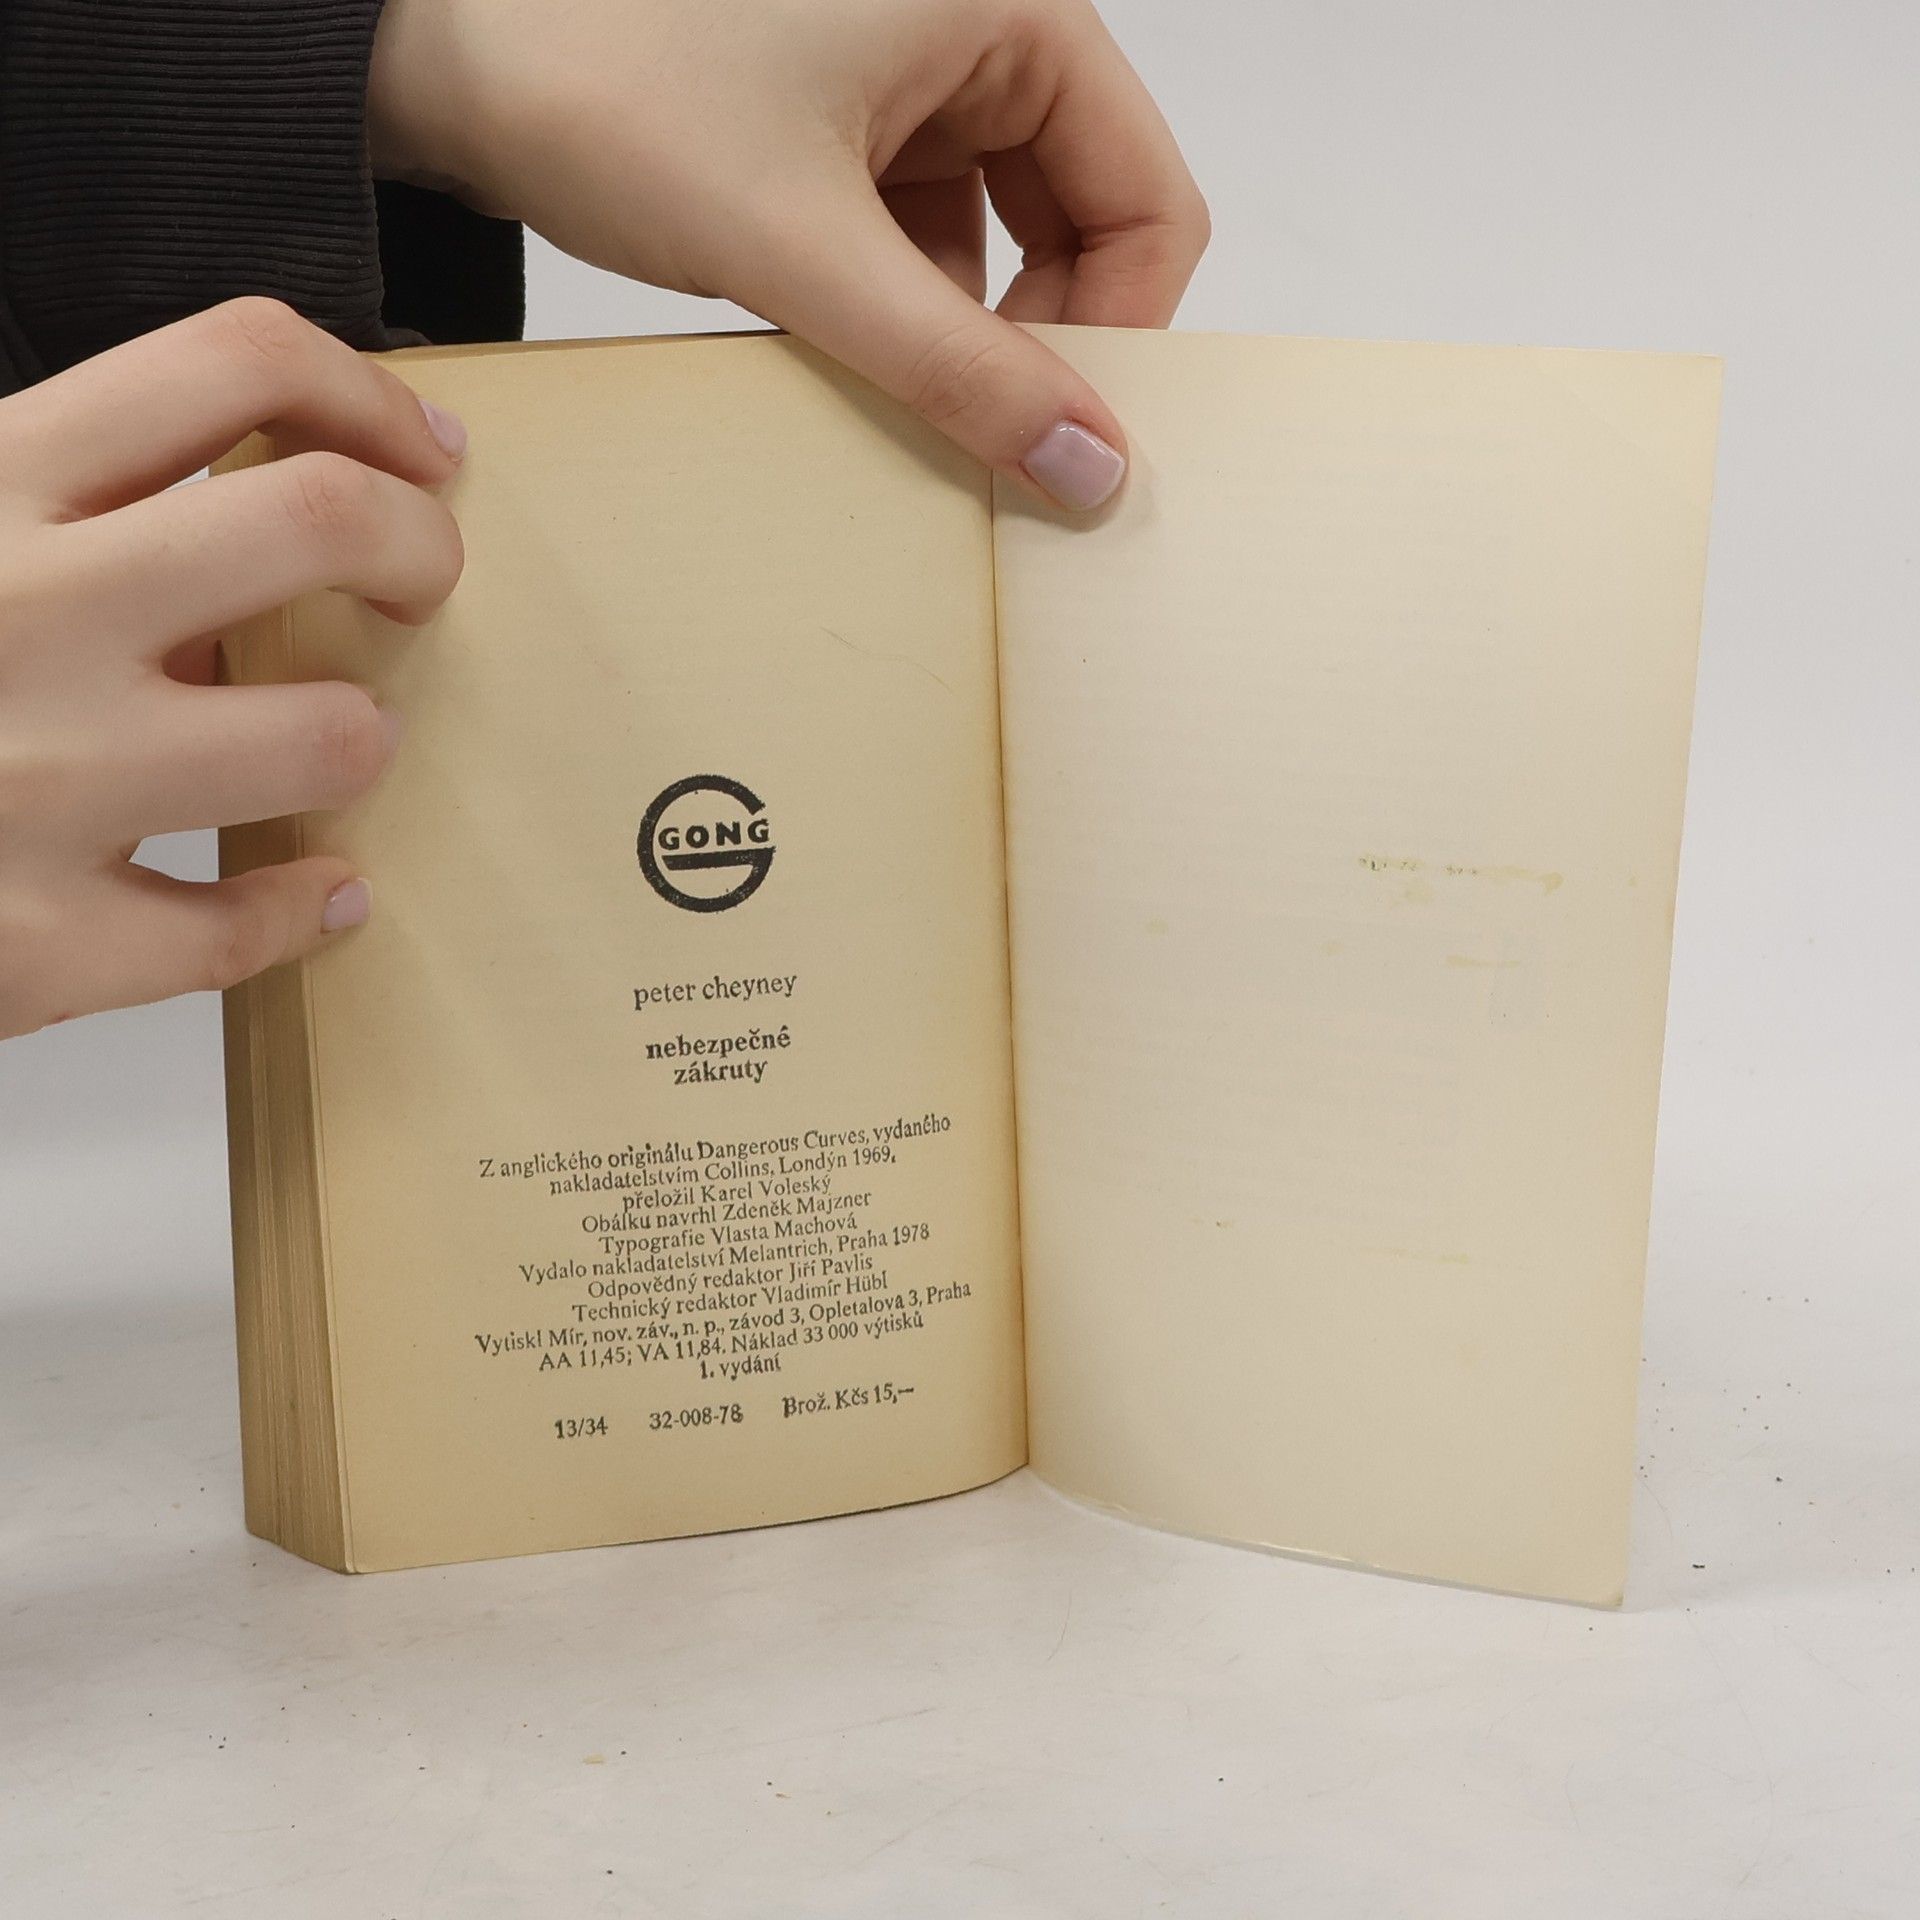 GONG
peter cheyney
nebezpečné
zákruty
Z anglického originálu Dangerous Curves, vydaného
nakladatelstvím Collins, Londýn 1969,
přeložil Karel Voleský
Obálku navrhl Zdeněk Majzner
Typografie Vlasta Machová
Vydalo nakladatelství Melantrich, Praha 1978
Odpovědný redaktor Jiří Pavlis
Technický redaktor Vladimír Hübl
Vytiskl Mír, nov. záv., n. p., závod 3, Opletalova 3, Praha
AA 11,45; VA 11,84. Náklad 33 000 výtisků
1. vydání
13/34 32-008-78 Brož. Kčs 15,—